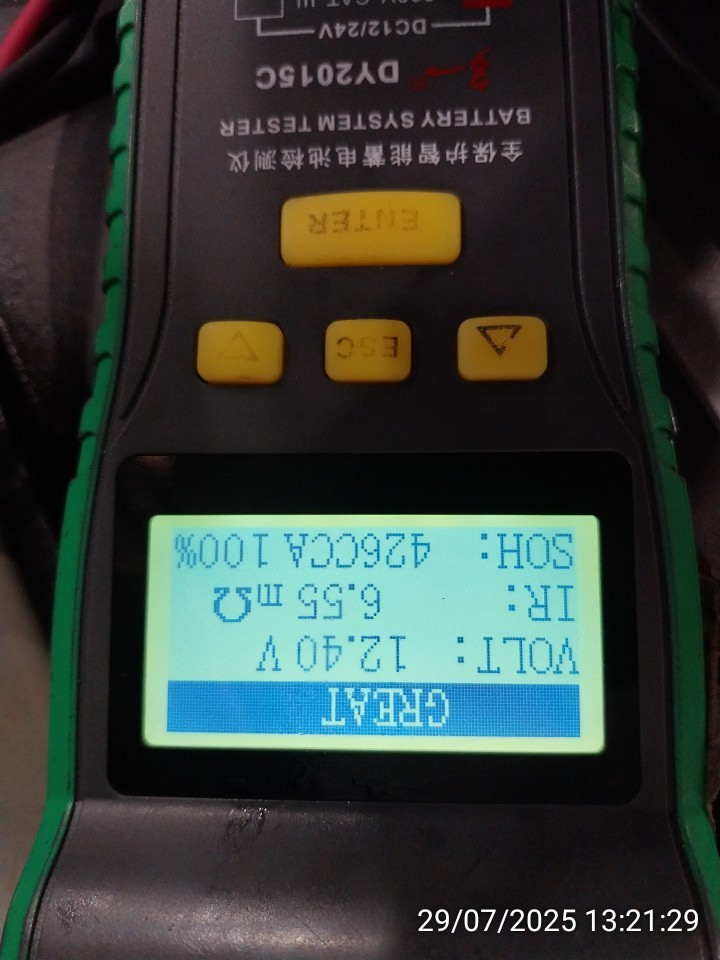 GREAT
VOLT: 12.40 V
IR: 6.55 mΩ
SOH: 426CCA 100%
ESC
ENTER
全保护智能蓄电池检测仪
BATTERY SYSTEM TESTER
DY2015C
DC12/24V
29/07/2025 13:21:29